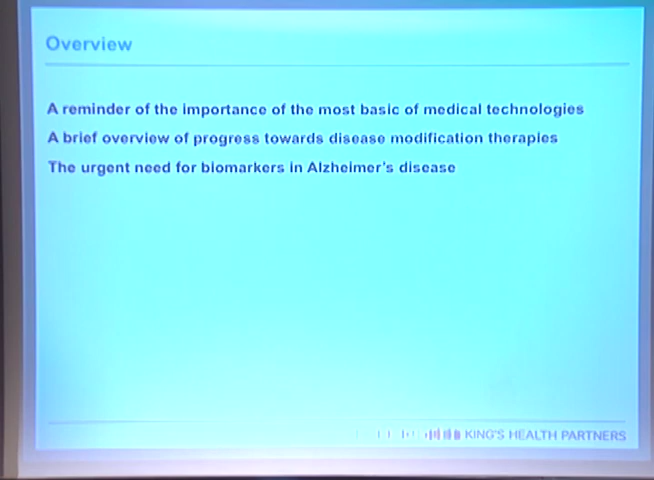 Overview
A reminder of the importance of the most basic of medical technologies
A brief overview of progress towards disease modification therapies
The urgent need for biomarkers in Alzheimer's disease
KING'S HEALTH PARTNERS